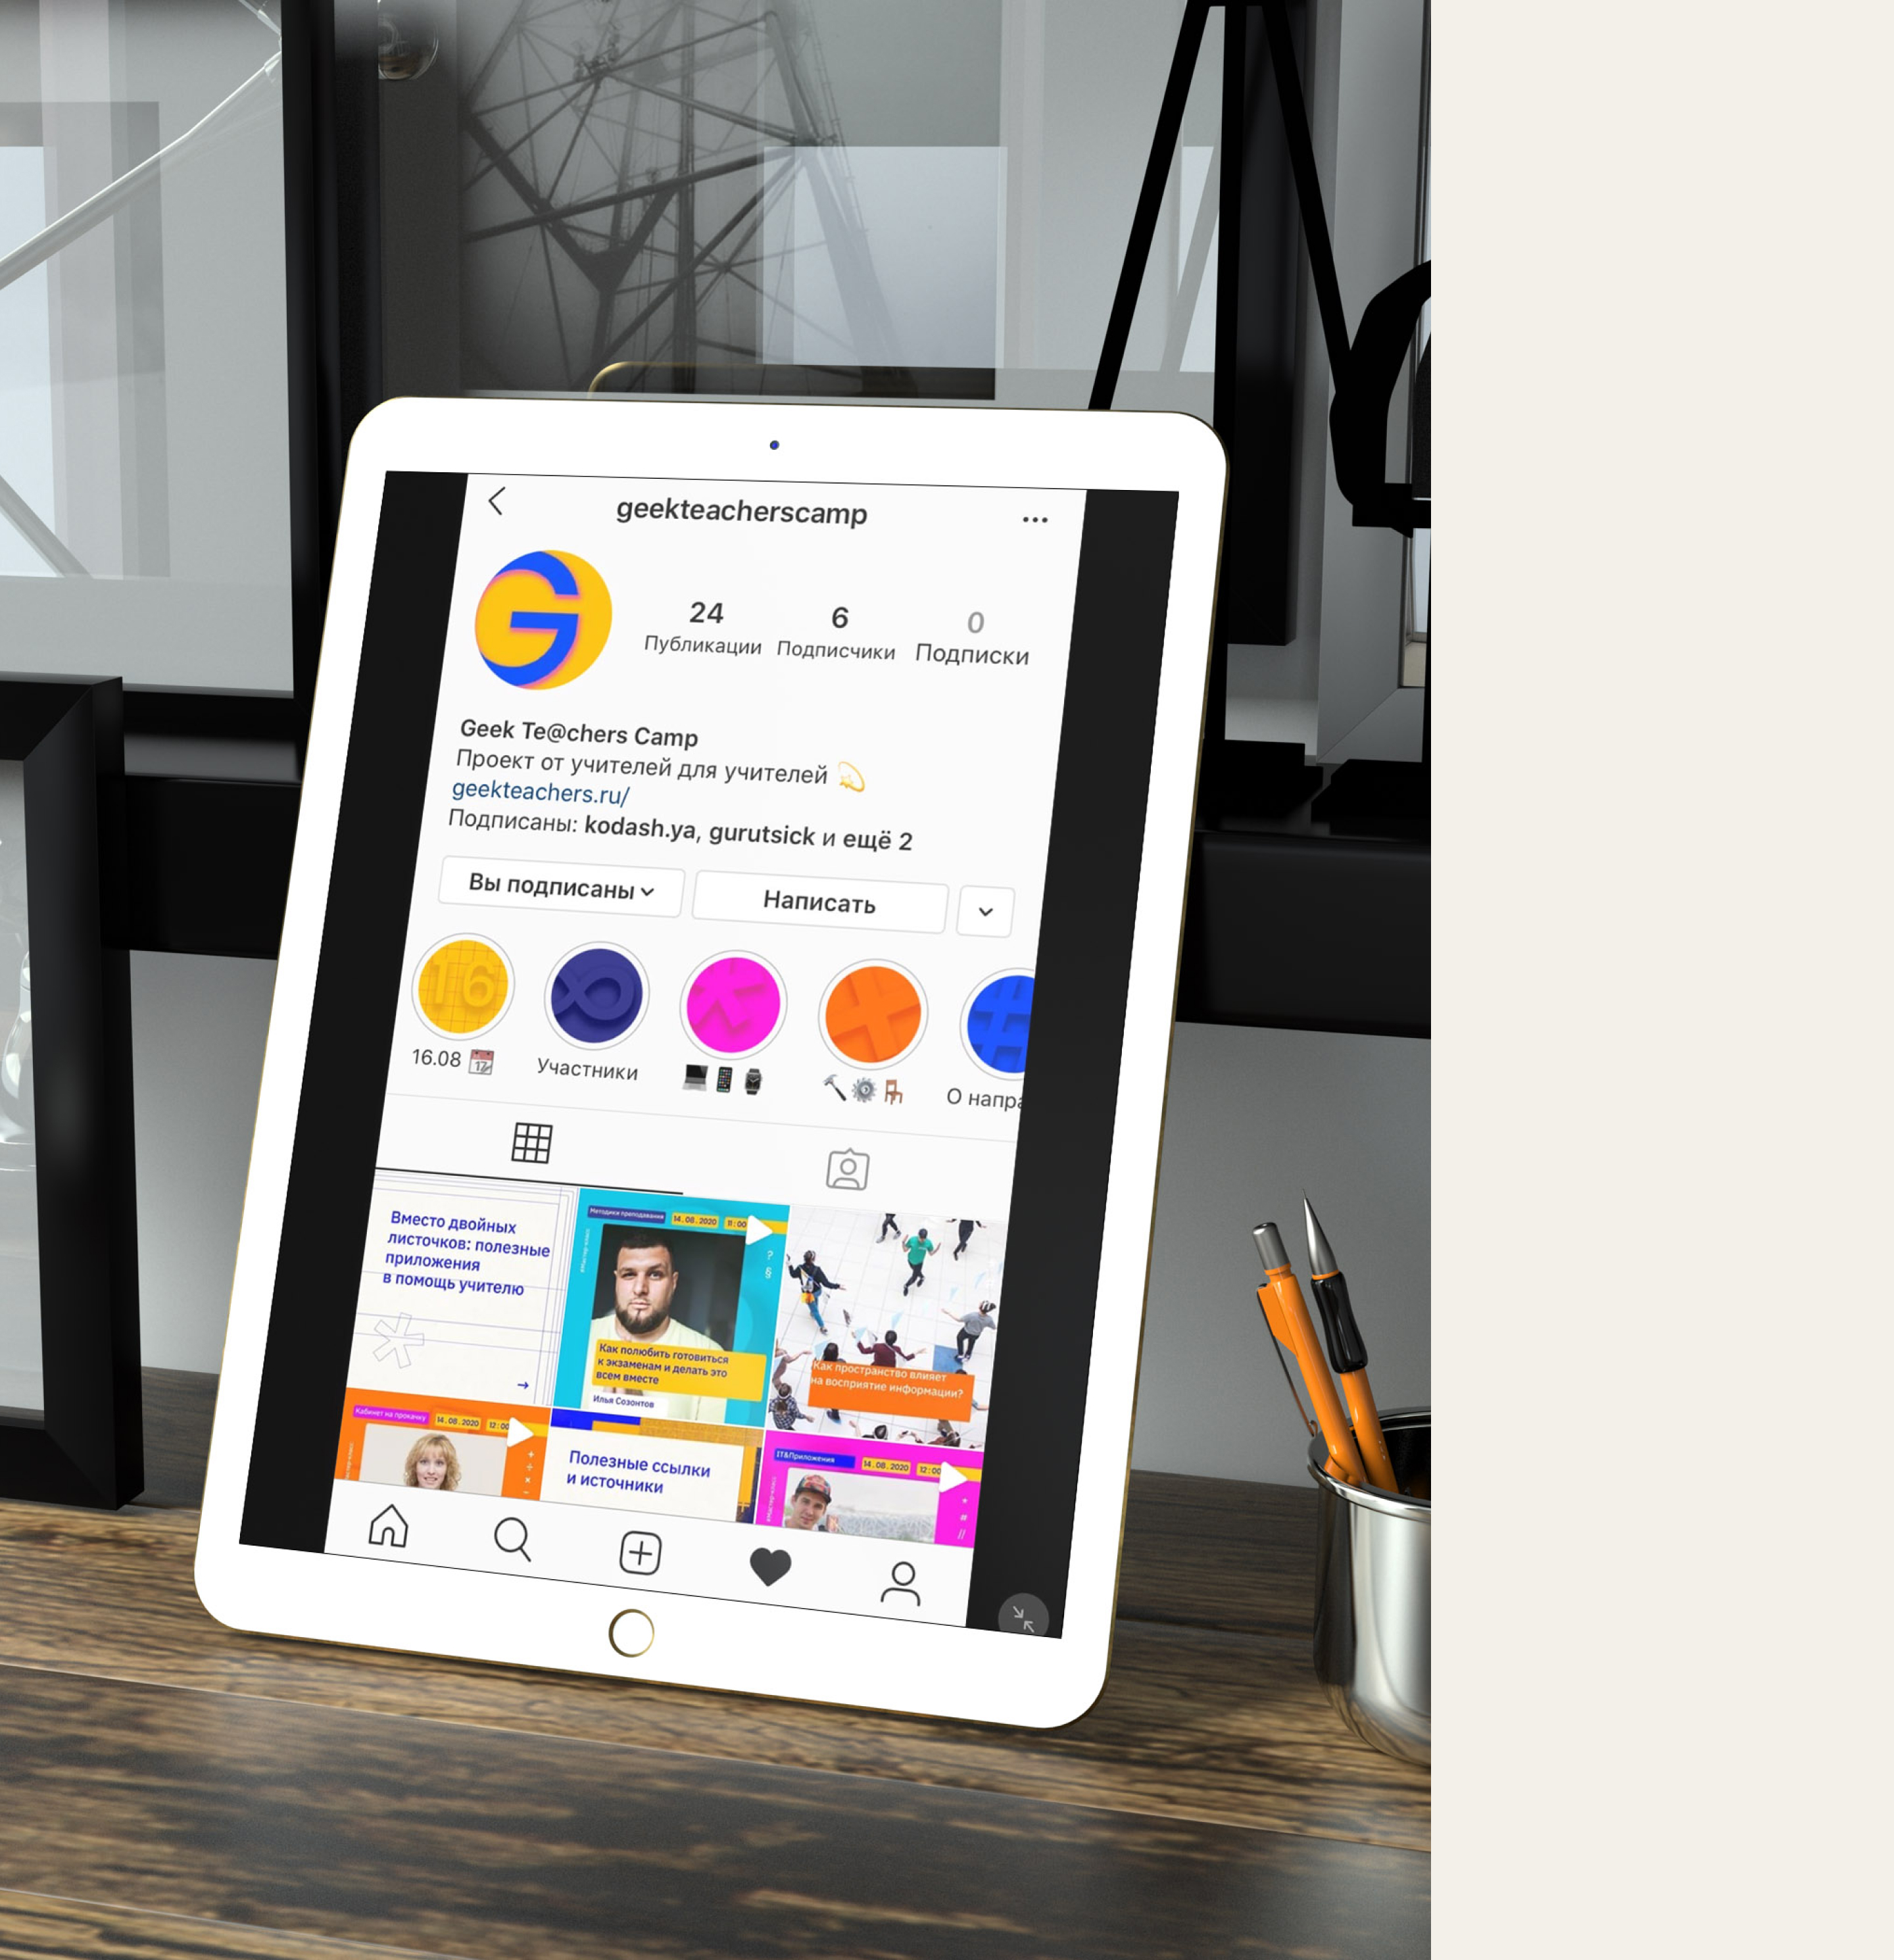 geekteacherscamp
G
24
6
0
Публикации
Подписчики
Подписки
Geek Te@chers Camp
Проект от учителей для учителей 💫
geekteachers.ru/
Подписаны: kodash.ya, gurutsick и ещё 2
Вы подписаны
Написать
16
16.08 📅
Участники
О напра
Вместо двойных
листочков: полезные
приложения
в помощь учителю
Методики преподавания
14.08.2020
11:00
Как полюбить готовиться
к экзаменам и делать это
всем вместе
Илья Созонтов
Как пространство влияет
на восприятие информации?
Кабинет на прокачку
14.08.2020
12:00
Полезные ссылки
и источники
IT&Приложения
14.08.2020
12:00